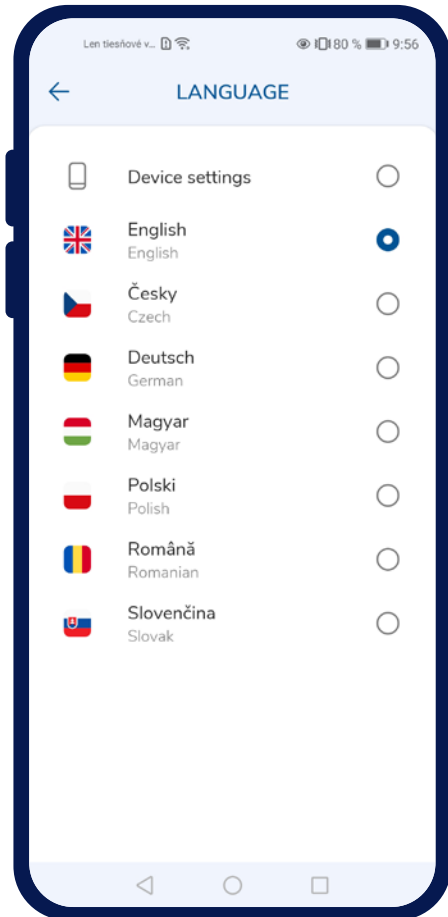 Len tiesňové v... 80 % 9:56
LANGUAGE
Device settings
English
English
Česky
Czech
Deutsch
German
Magyar
Magyar
Polski
Polish
Română
Romanian
Slovenčina
Slovak